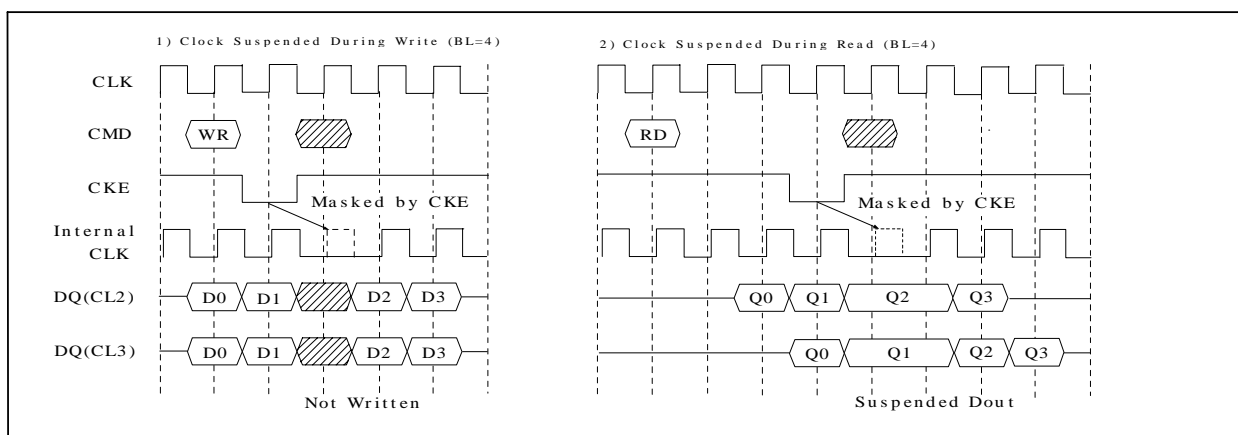 1) Clock Suspended During Write (BL=4)
2) Clock Suspended During Read (BL=4)
CLK
CMD
WR
RD
CKE
Masked by CKE
Masked by CKE
Internal
CLK
DQ(CL2)
D0 D1 D2 D3
Q0 Q1 Q2 Q3
DQ(CL3)
D0 D1 D2 D3
Q0 Q1 Q2 Q3
Not Written
Suspended Dout